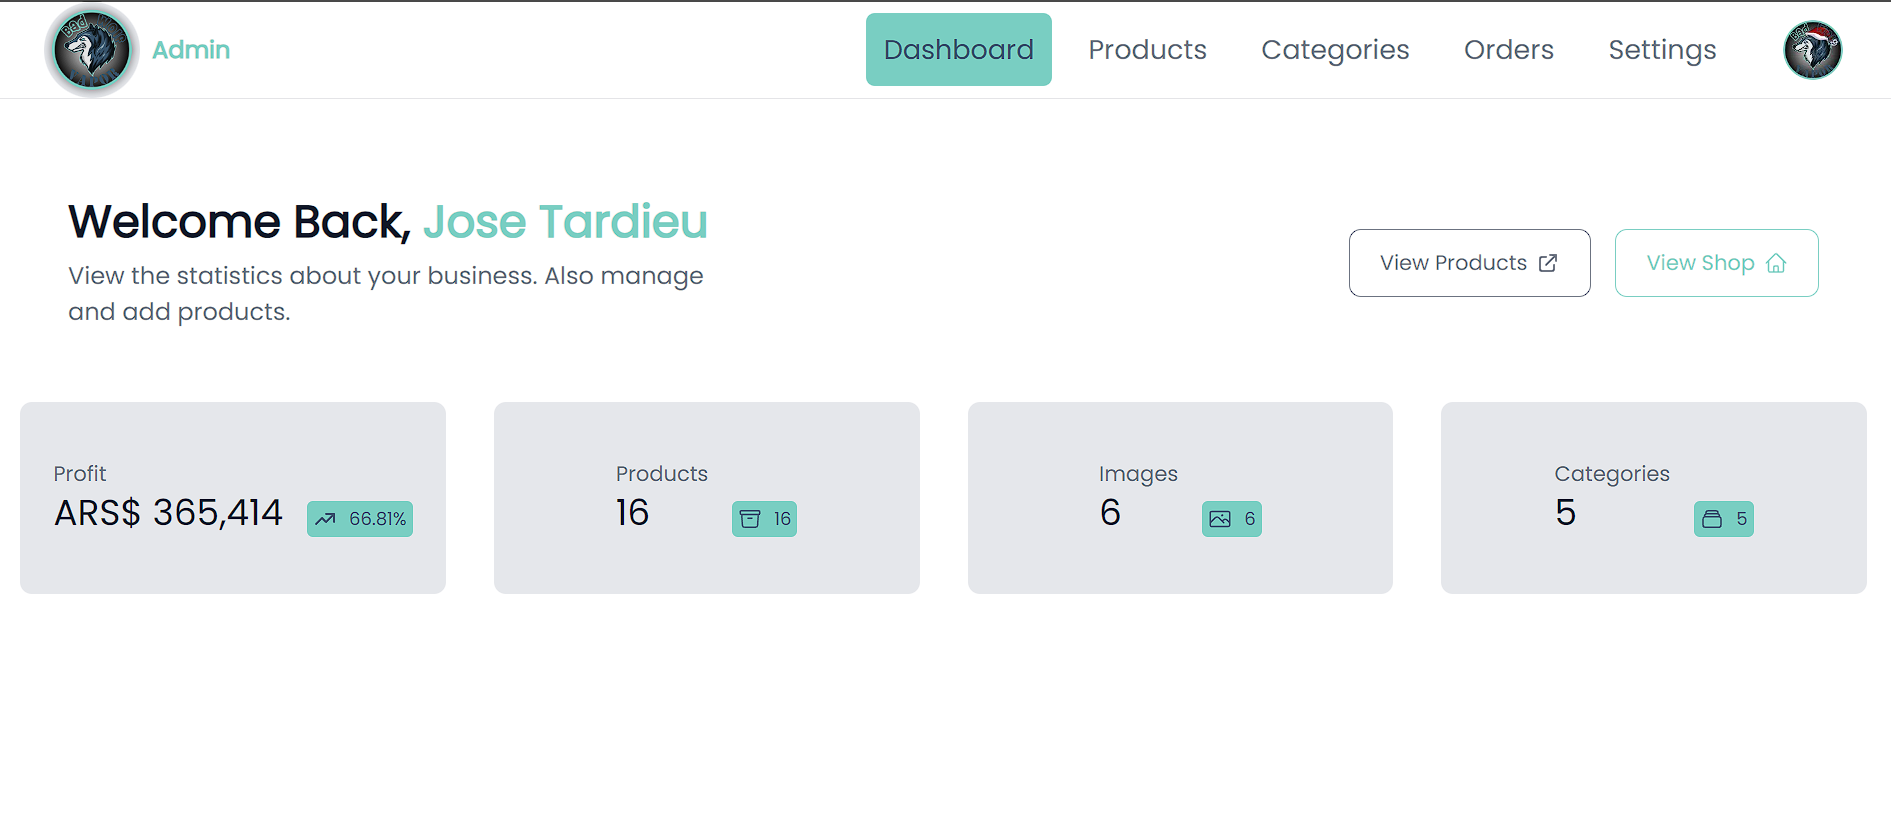 Bad
Admin
Dashboard
Products
Categories
Orders
Settings
Welcome Back, Jose Tardieu
View the statistics about your business. Also manage
and add products.
View Products
View Shop
Profit
ARS$ 365,414
66.81%
Products
16
16
Images
6
6
Categories
5
5